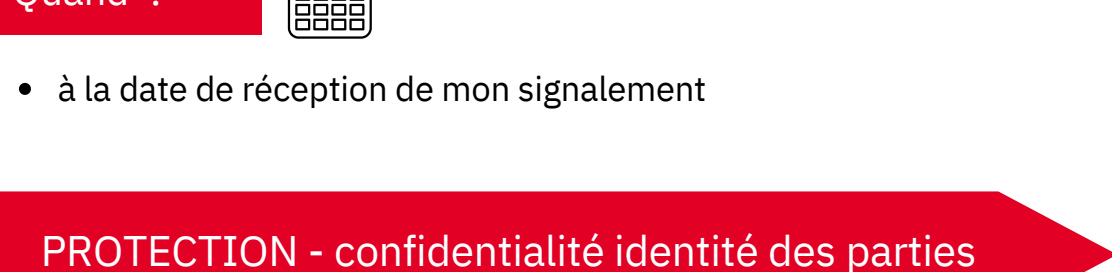 Quand ?
• à la date de réception de mon signalement
PROTECTION - confidentialité identité des parties